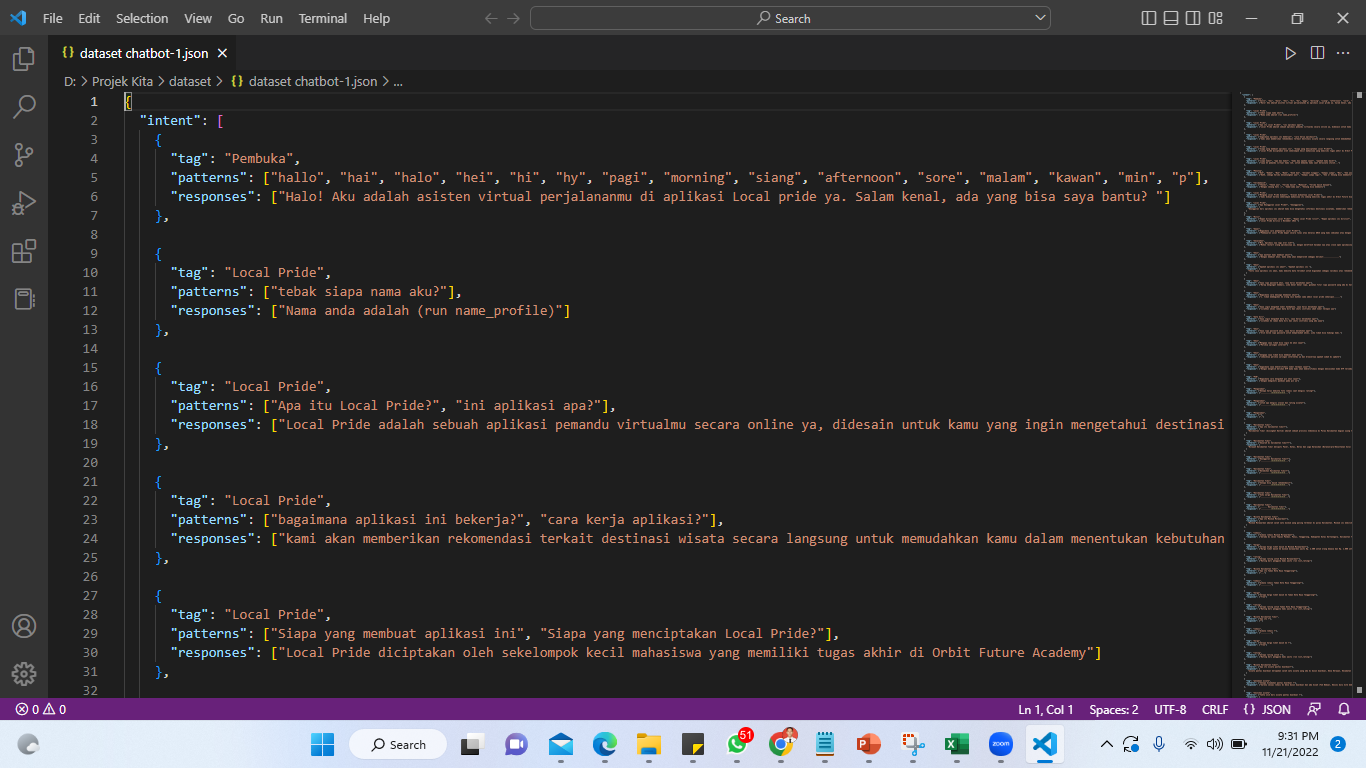 File Edit Selection View Go Run Terminal Help
Search
{} dataset chatbot-1.json
D: > Projek Kita > dataset > {} dataset chatbot-1.json > ...
1 {
2 "intent": [
3 {
4 "tag": "Pembuka",
5 "patterns": ["hallo", "hai", "halo", "hei", "hi", "hy", "pagi", "morning", "siang", "afternoon", "sore", "malam", "kawan", "min", "p"],
6 "responses": ["Halo! Aku adalah asisten virtual perjalananmu di aplikasi Local pride ya. Salam kenal, ada yang bisa saya bantu? "]
7 },
8
9 {
10 "tag": "Local Pride",
11 "patterns": ["tebak siapa nama aku?"],
12 "responses": ["Nama anda adalah (run name_profile)"]
13 },
14
15 {
16 "tag": "Local Pride",
17 "patterns": ["Apa itu Local Pride?", "ini aplikasi apa?"],
18 "responses": ["Local Pride adalah sebuah aplikasi pemandu virtualmu secara online ya, didesain untuk kamu yang ingin mengetahui destinasi
19 },
20
21 {
22 "tag": "Local Pride",
23 "patterns": ["bagaimana aplikasi ini bekerja?", "cara kerja aplikasi?"],
24 "responses": ["kami akan memberikan rekomendasi terkait destinasi wisata secara langsung untuk memudahkan kamu dalam menentukan kebutuhan
25 },
26
27 {
28 "tag": "Local Pride",
29 "patterns": ["Siapa yang membuat aplikasi ini", "Siapa yang menciptakan Local Pride?"],
30 "responses": ["Local Pride diciptakan oleh sekelompok kecil mahasiswa yang memiliki tugas akhir di Orbit Future Academy"]
31 },
32
0 0 Ln 1, Col 1 Spaces: 2 UTF-8 CRLF {} JSON
Search
51
zoom
9:31 PM
11/21/2022
2